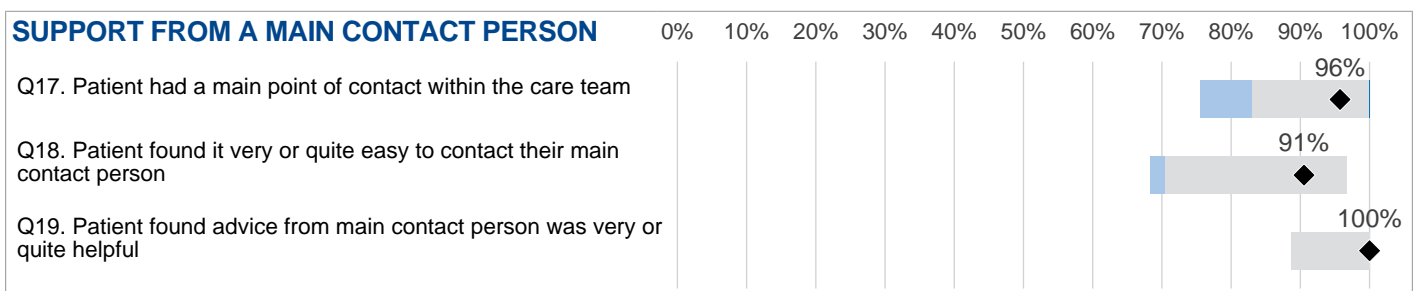 SUPPORT FROM A MAIN CONTACT PERSON 0% 10% 20% 30% 40% 50% 60% 70% 80% 90% 100%
Q17. Patient had a main point of contact within the care team 96%
Q18. Patient found it very or quite easy to contact their main
contact person 91%
Q19. Patient found advice from main contact person was very or
quite helpful 100%